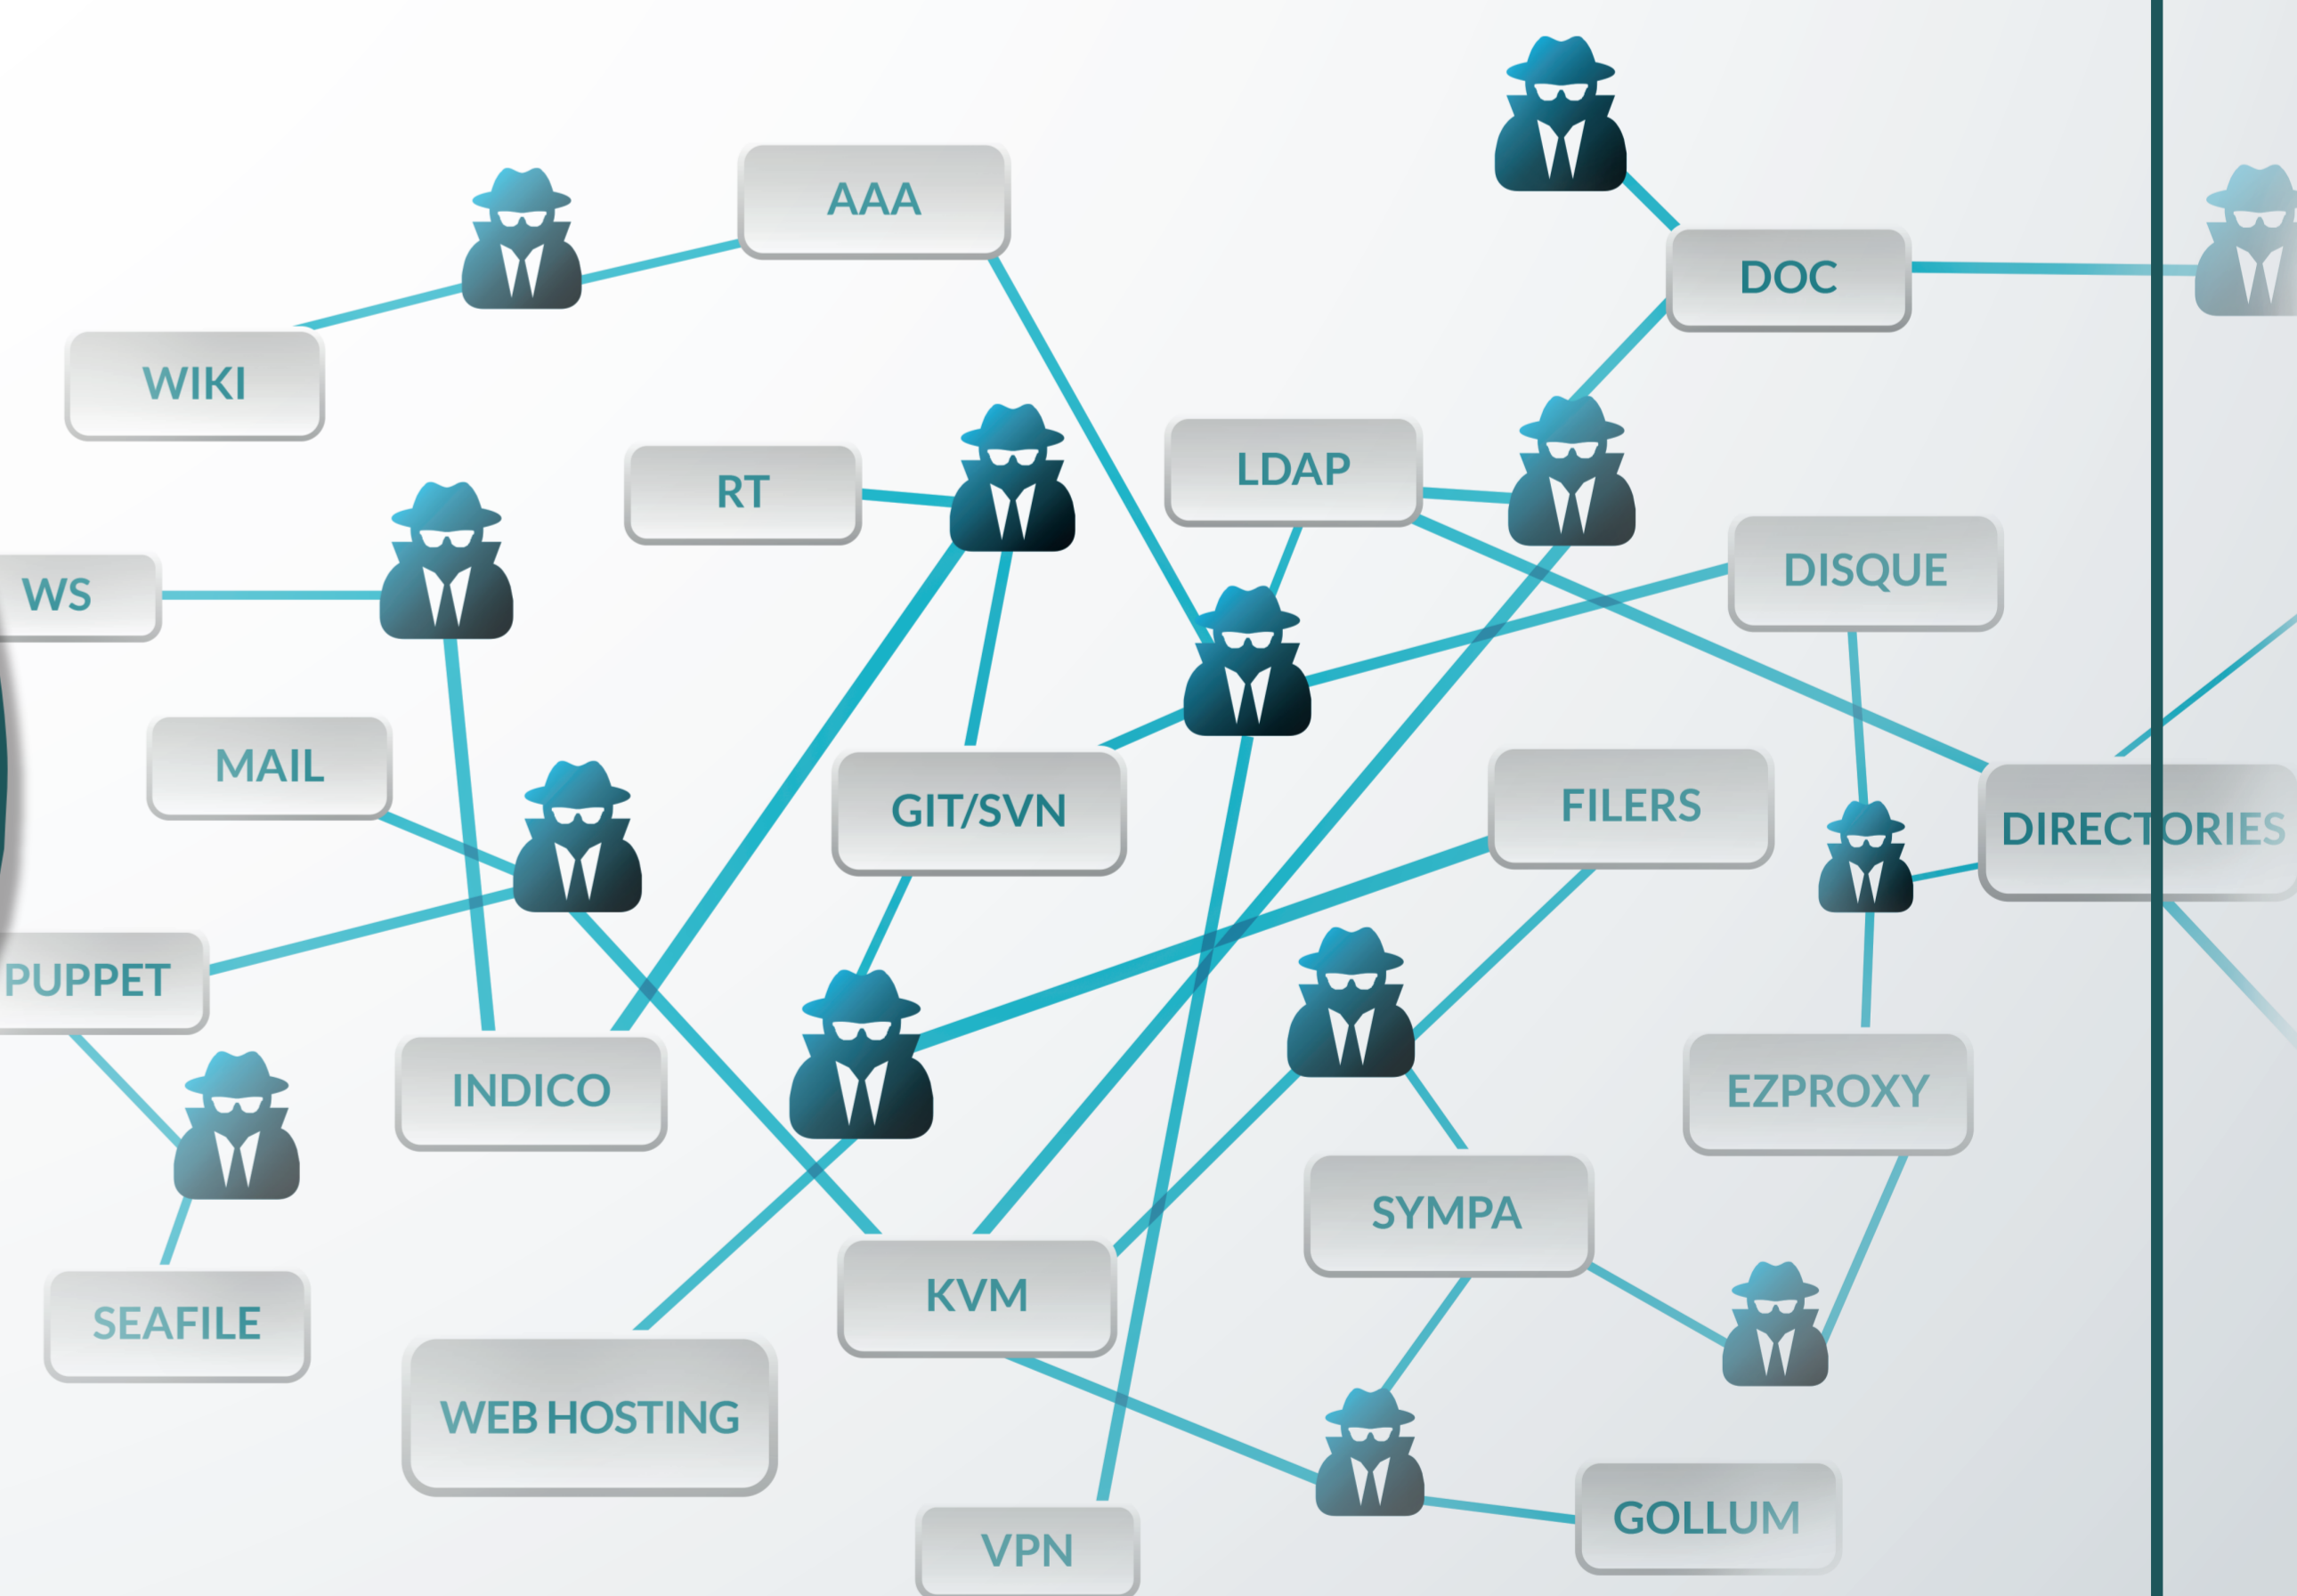 AAA
DOC
WIKI
RT
LDAP
DISQUE
WS
MAIL
GIT/SVN
FILERS
DIRECTORIES
PUPPET
INDICO
EZPROXY
SYMPA
KVM
SEAFILE
WEB HOSTING
GOLLUM
VPN